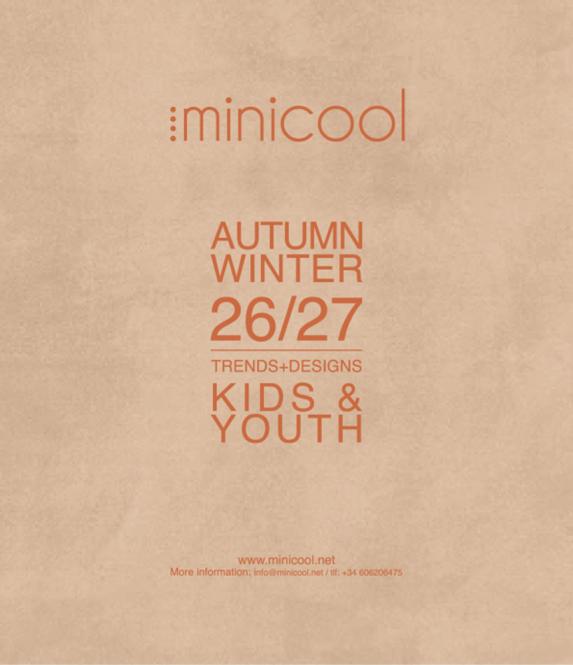 minicool
AUTUMN
WINTER
26/27
TRENDS+DESIGNS
KIDS &
YOUTH
www.minicool.net
More information: info@minicool.net / tlf: +34 606206475